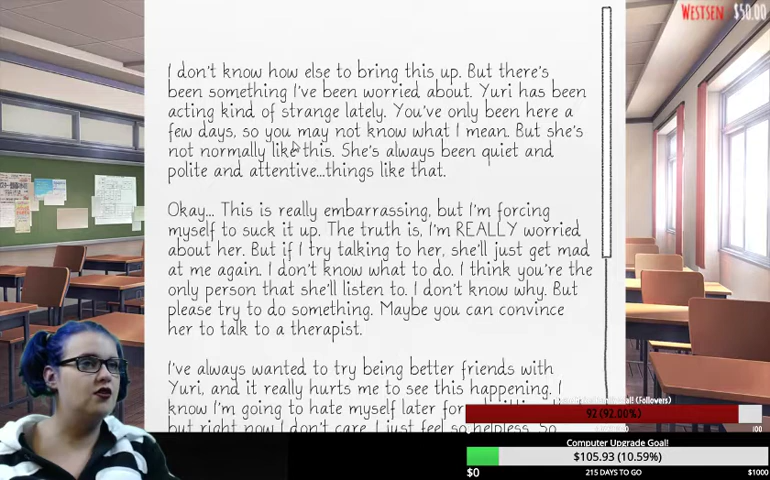 Westsen $50.00
I don't know how else to bring this up. But there's
been something I've been worried about. Yuri has been
acting kind of strange lately. You've only been here a
few days, so you may not know what I mean. But she's
not normally like this. She's always been quiet and
polite and attentive...things like that.
Okay... This is really embarrassing, but I'm forcing
myself to suck it up. The truth is, I'm REALLY worried
about her. But if I try talking to her, she'll just get mad
at me again. I don't know what to do. I think you're the
only person that she'll listen to. I don't know why. But
please try to do something. Maybe you can convince
her to talk to a therapist.
I've always wanted to try being better friends with
Yuri, and it really hurts me to see this happening. I
know I'm going to hate myself later for
but right now I don't care. I just feel so helpless. So
Goal! (Followers)
92 (92.00%)
100
Computer Upgrade Goal!
$105.93 (10.59%)
$0 215 DAYS TO GO $1000